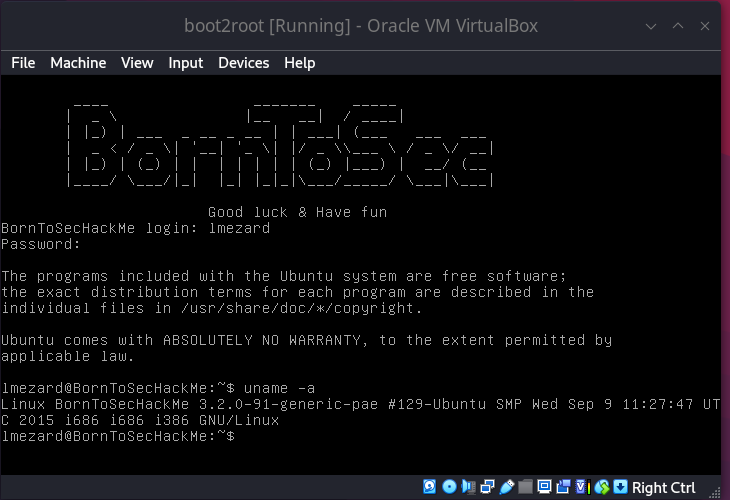 boot2root [Running] - Oracle VM VirtualBox
File Machine View Input Devices Help
BornToSec
Good luck & Have fun
BornToSecHackMe login: lmezard
Password:
The programs included with the Ubuntu system are free software;
the exact distribution terms for each program are described in the
individual files in /usr/share/doc/*/copyright.
Ubuntu comes with ABSOLUTELY NO WARRANTY, to the extent permitted by
applicable law.
lmezard@BornToSecHackMe:~$ uname -a
Linux BornToSecHackMe 3.2.0-91-generic-pae #129-Ubuntu SMP Wed Sep 9 11:27:47 UT
C 2015 i686 i686 i386 GNU/Linux
lmezard@BornToSecHackMe:~$
Right Ctrl